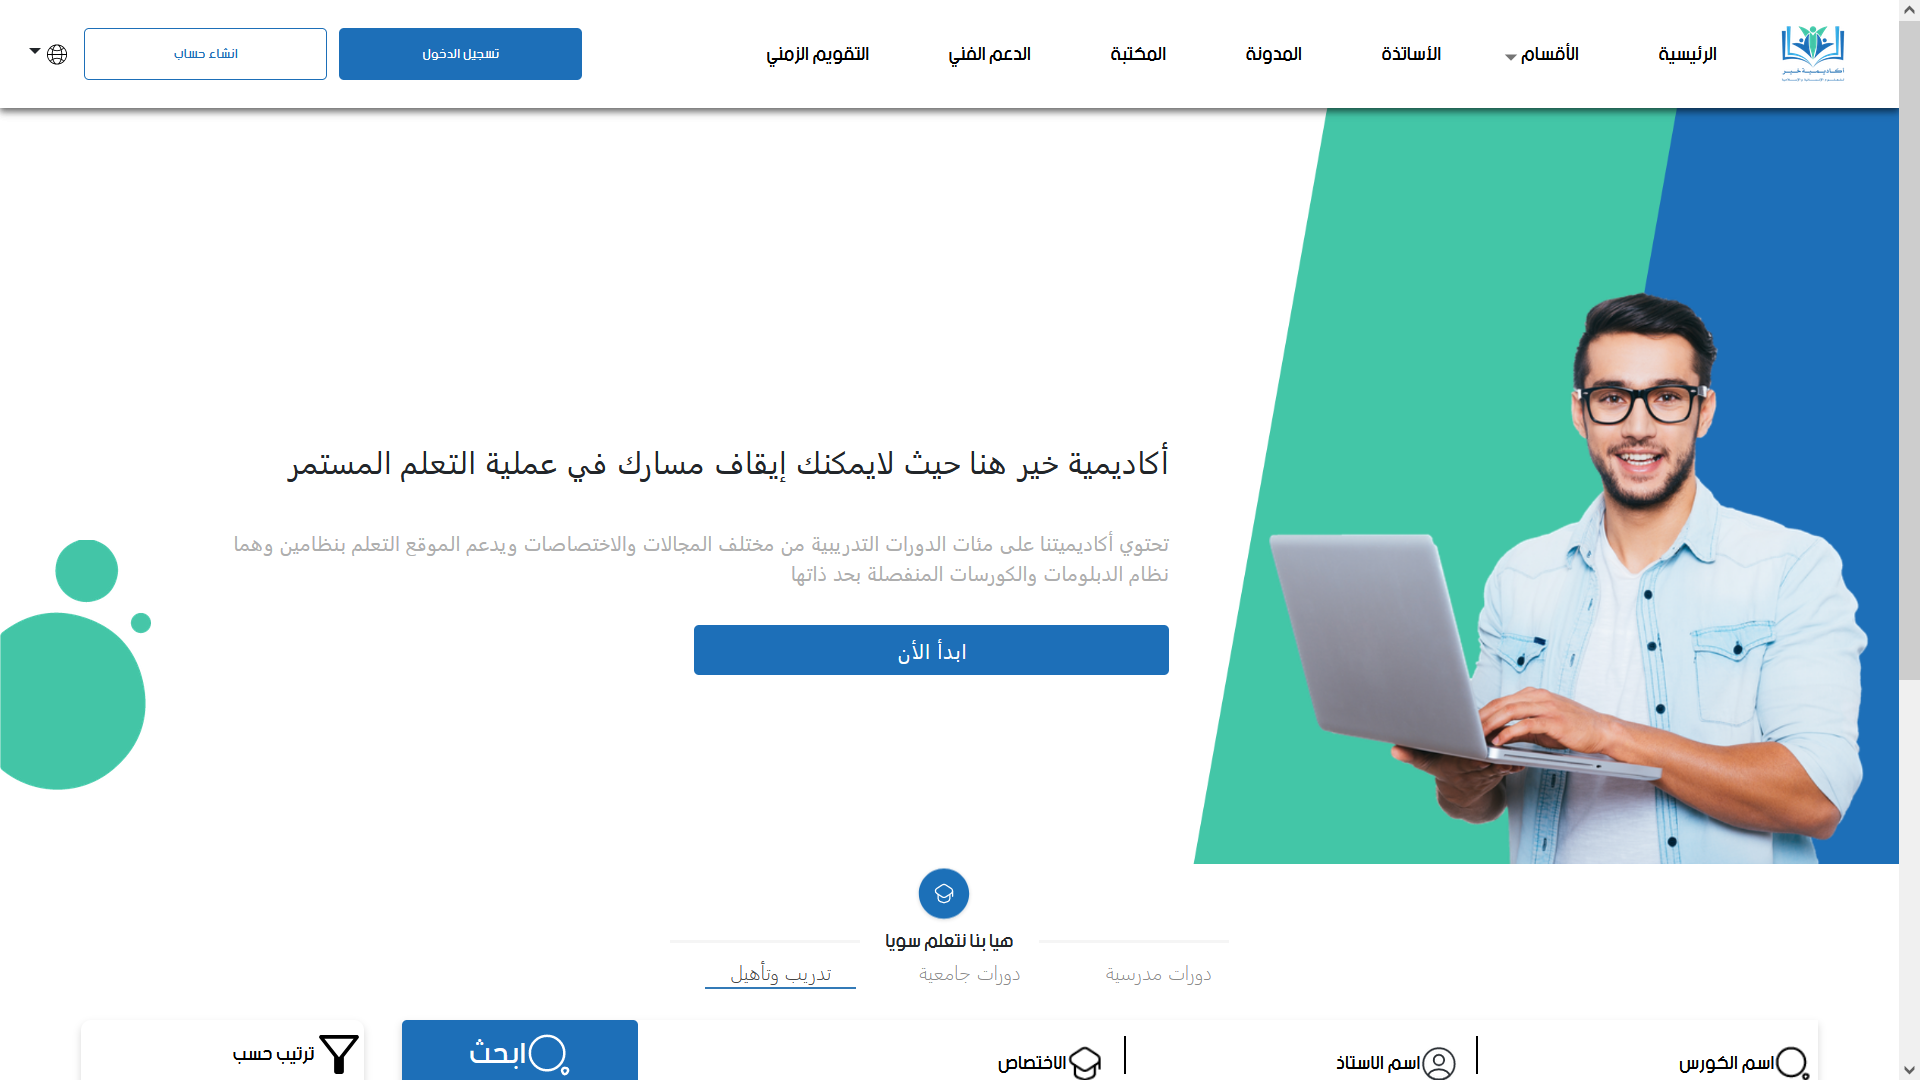 أكاديمية خير
الرئيسية
الأقسام
الأساتذة
المدونة
المكتبة
الدعم الفني
التقويم الزمني
تسجيل الدخول
انشاء حساب
أكاديمية خير هنا حيث لايمكنك إيقاف مسارك في عملية التعلم المستمر
تحتوي أكاديميتنا على مئات الدورات التدريبية من مختلف المجالات والاختصاصات ويدعم الموقع التعلم بنظامين وهما
نظام الدبلومات والكورسات المنفصلة بحد ذاتها
ابدأ الأن
هيا بنا نتعلم سويا
دورات مدرسية
دورات جامعية
تدريب وتأهيل
اسم الكورس
اسم الاستاذ
الاختصاص
ابحث
ترتيب حسب